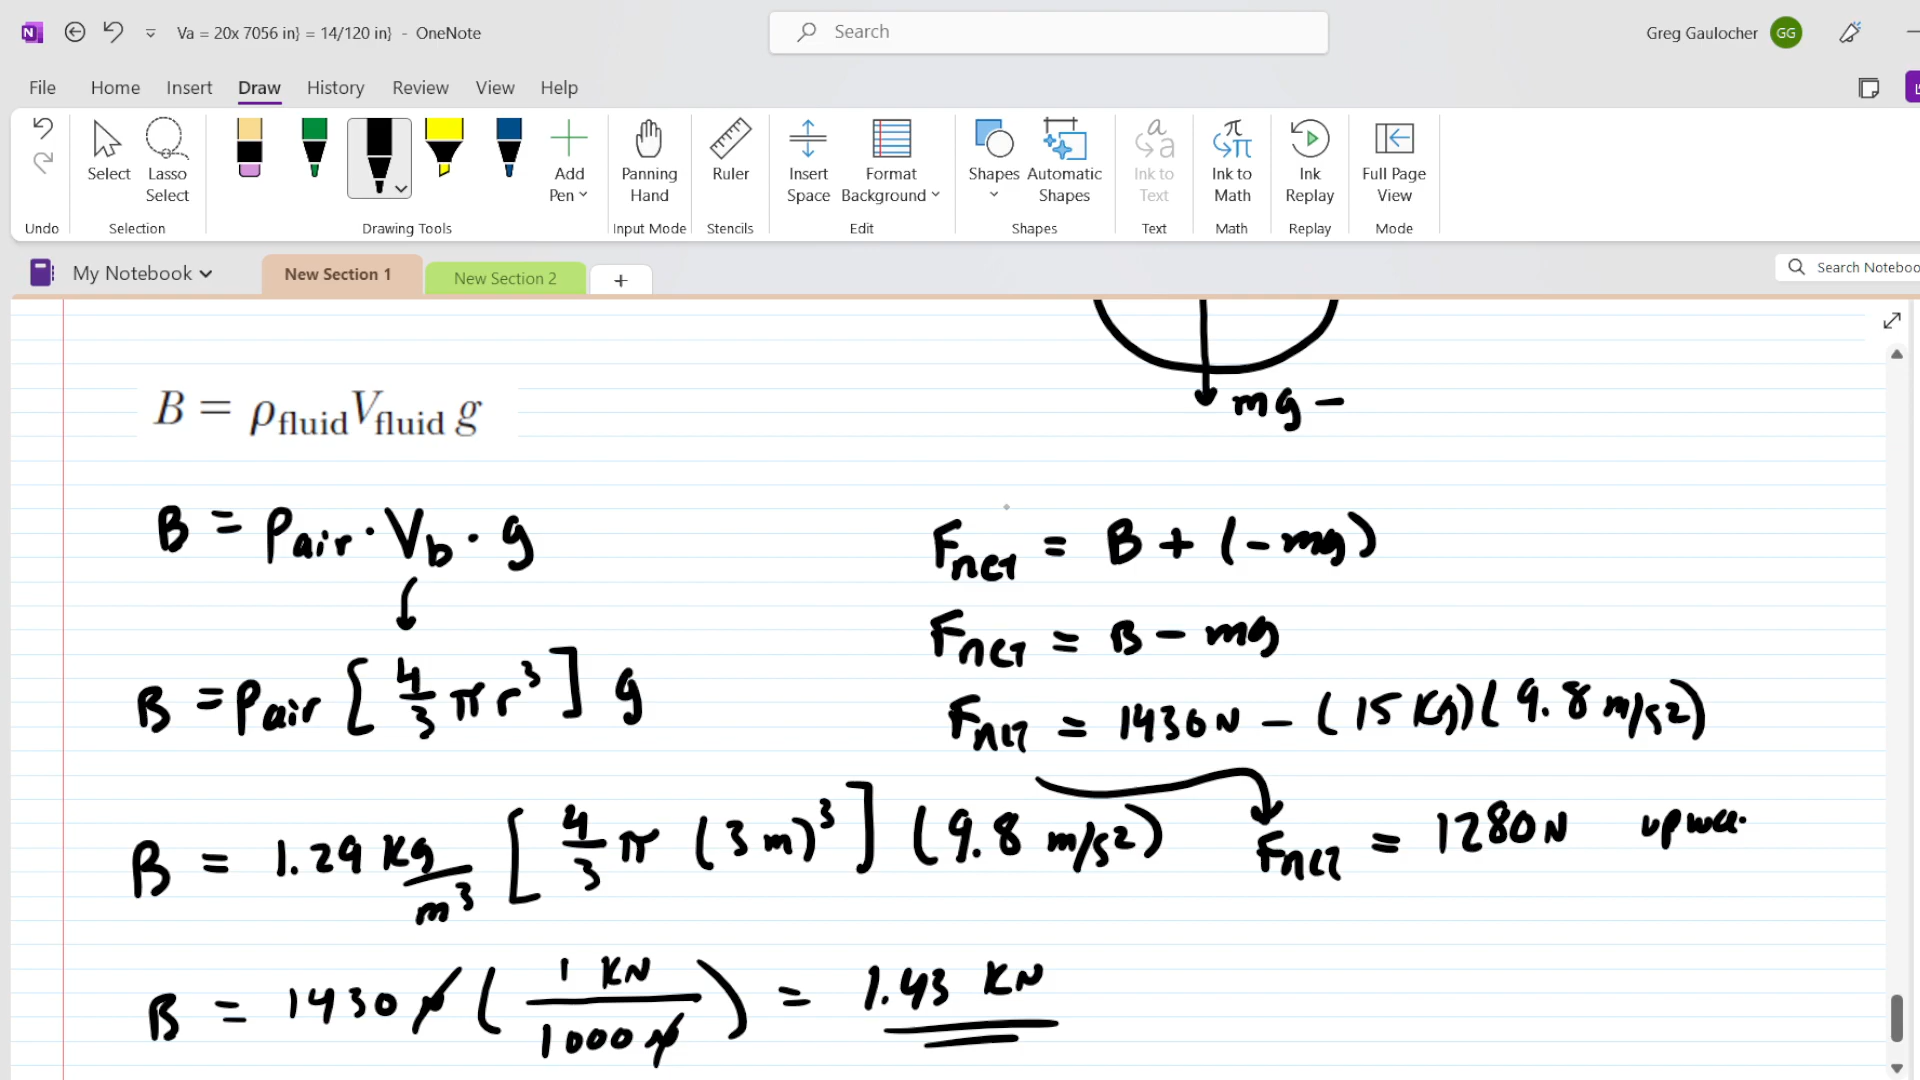 Va = 20x 7056 in} = 14/120 in} - OneNote
Search
Greg Gaulocher GG
File Home Insert Draw History Review View Help
Select
Lasso Select
Add Pen
Panning Hand
Ruler
Insert Space
Format Background
Shapes
Automatic Shapes
Ink to Text
Ink to Math
Ink Replay
Full Page View
Undo Selection Drawing Tools Input Mode Stencils Edit Shapes Text Math Replay Mode
My Notebook New Section 1 New Section 2 + Search Noteboo
mg -
B = ρfluid Vfluid g
B = Pair · Vb · g
Fnet = B + (- mg)
Fnet = B - mg
B = Pair [ 4/3 π r³ ] g
Fnet = 1430 N - (15 Kg)(9.8 m/s2)
B = 1.29 Kg/m³ [ 4/3 π (3 m)³ ] (9.8 m/s2)
Fnet = 1280 N
B = 1430 N ( 1 KN / 1000 N ) = 1.43 KN